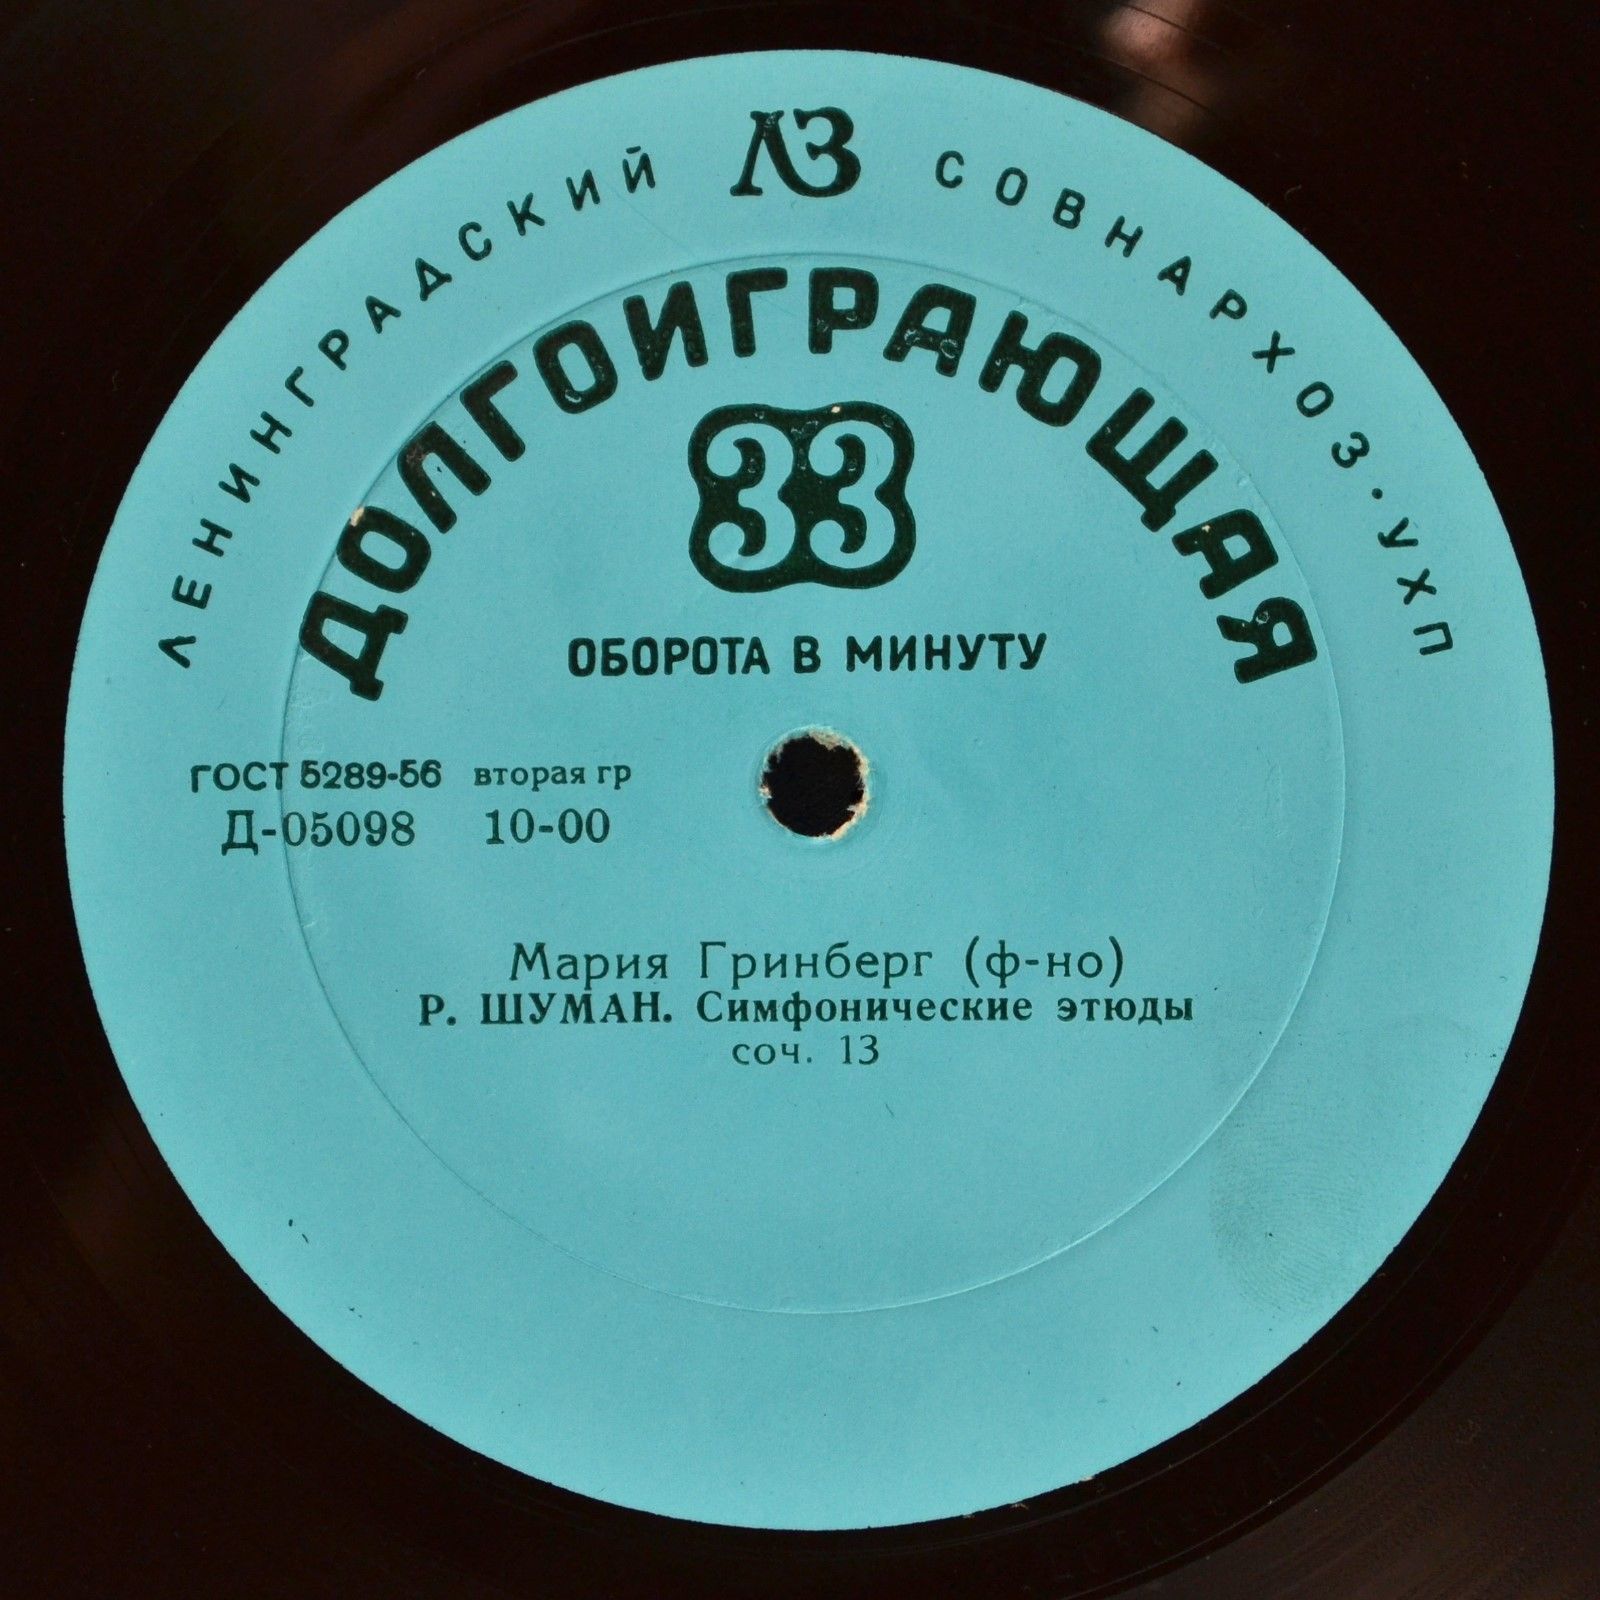 ЛЕНИНГРАДСКИЙ ЛЗ СОВНАРХОЗ · УХП
ДОЛГОИГРАЮЩАЯ
33
ОБОРОТА В МИНУТУ
ГОСТ 5289-56 вторая гр
Д-05098 10-00
Мария Гринберг (ф-но)
Р. ШУМАН. Симфонические этюды
соч. 13